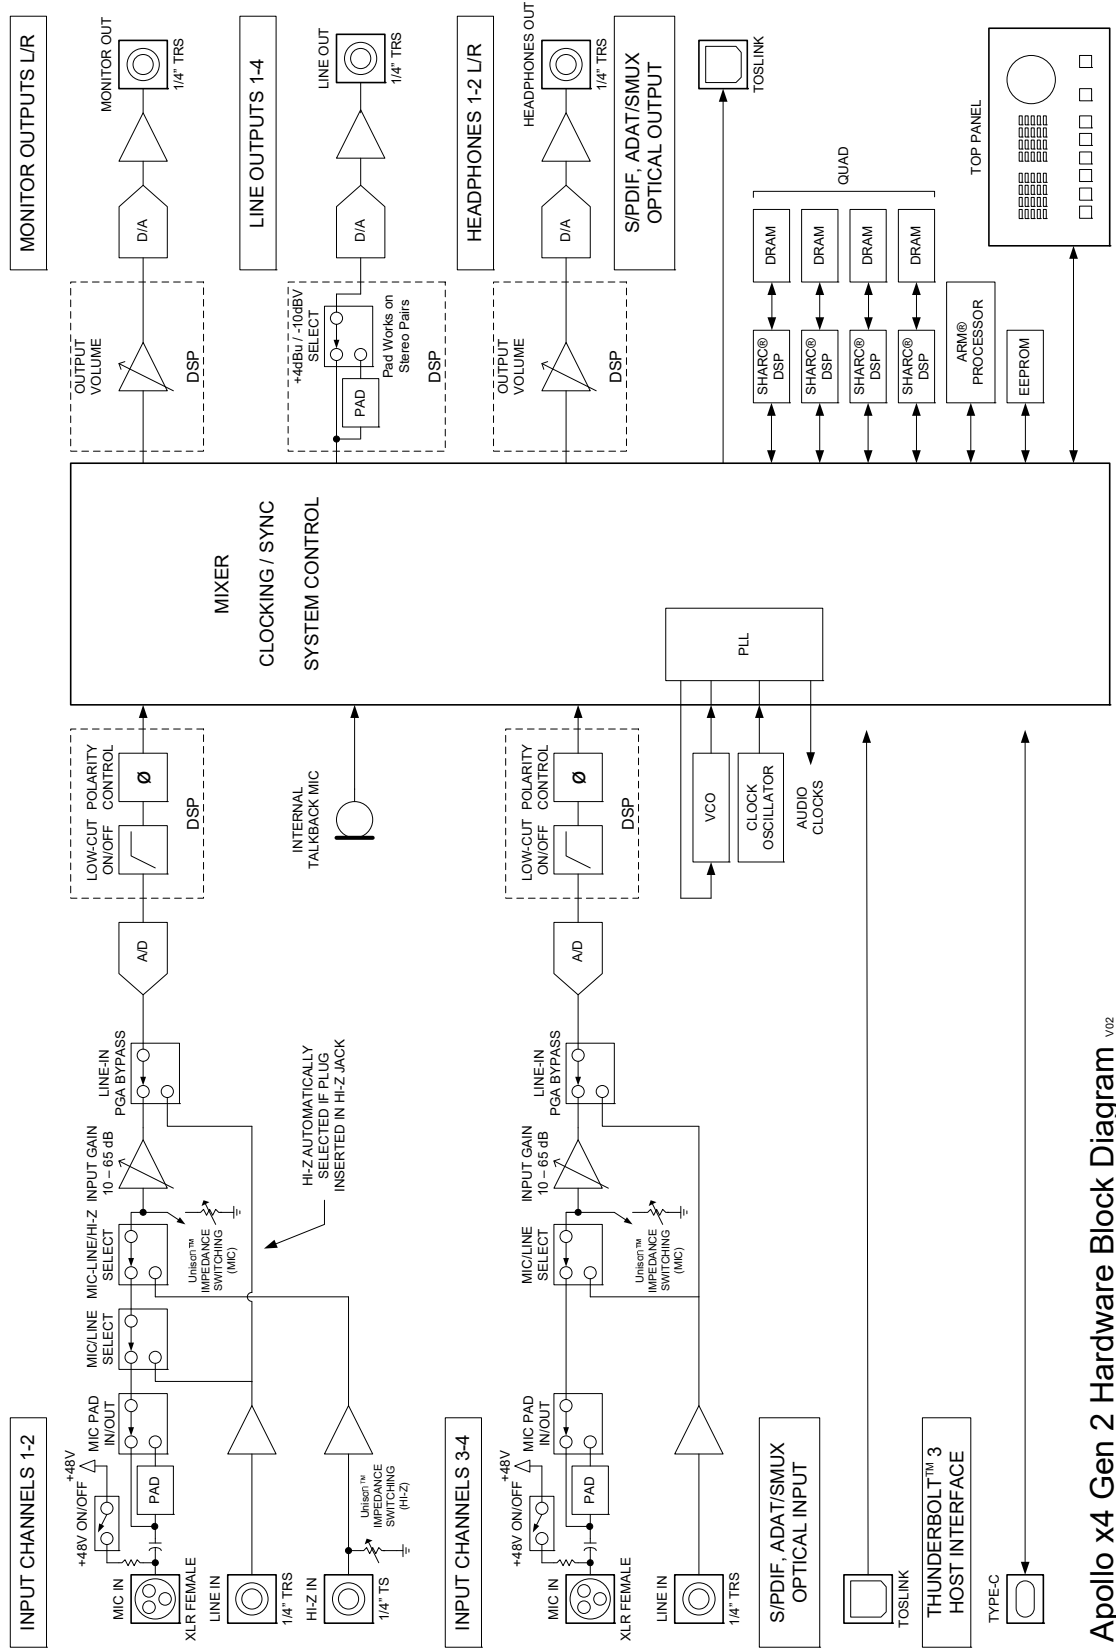 INPUT CHANNELS 1-2
+48V ON/OFF
+48V
MIC IN
XLR FEMALE
PAD
MIC PAD
IN/OUT
MIC/LINE
SELECT
MIC-LINE/HI-Z
SELECT
INPUT GAIN
10 – 65 dB
LINE-IN
PGA BYPASS
A/D
LOW-CUT
ON/OFF
POLARITY
CONTROL
Ø
DSP
LINE IN
1/4" TRS
HI-Z IN
1/4" TS
Unison™
IMPEDANCE
SWITCHING
(HI-Z)
Unison™
IMPEDANCE
SWITCHING
(MIC)
HI-Z AUTOMATICALLY
SELECTED IF PLUG
INSERTED IN HI-Z JACK
INTERNAL
TALKBACK MIC
INPUT CHANNELS 3-4
+48V ON/OFF
+48V
MIC IN
XLR FEMALE
PAD
MIC PAD
IN/OUT
MIC/LINE
SELECT
INPUT GAIN
10 – 65 dB
LINE-IN
PGA BYPASS
A/D
LOW-CUT
ON/OFF
POLARITY
CONTROL
Ø
DSP
Unison™
IMPEDANCE
SWITCHING
(MIC)
LINE IN
1/4" TRS
S/PDIF, ADAT/SMUX
OPTICAL INPUT
TOSLINK
THUNDERBOLT™ 3
HOST INTERFACE
TYPE-C
VCO
CLOCK
OSCILLATOR
AUDIO
CLOCKS
PLL
MIXER
CLOCKING / SYNC
SYSTEM CONTROL
MONITOR OUTPUTS L/R
OUTPUT
VOLUME
DSP
D/A
MONITOR OUT
1/4" TRS
LINE OUTPUTS 1-4
+4dBu / -10dBV
SELECT
PAD
Pad Works on
Stereo Pairs
DSP
D/A
LINE OUT
1/4" TRS
HEADPHONES 1-2 L/R
OUTPUT
VOLUME
DSP
D/A
HEADPHONES OUT
1/4" TRS
S/PDIF, ADAT/SMUX
OPTICAL OUTPUT
TOSLINK
SHARC®
DSP
DRAM
SHARC®
DSP
DRAM
SHARC®
DSP
DRAM
SHARC®
DSP
DRAM
QUAD
ARM®
PROCESSOR
EEPROM
TOP PANEL
Apollo x4 Gen 2 Hardware Block Diagram V02